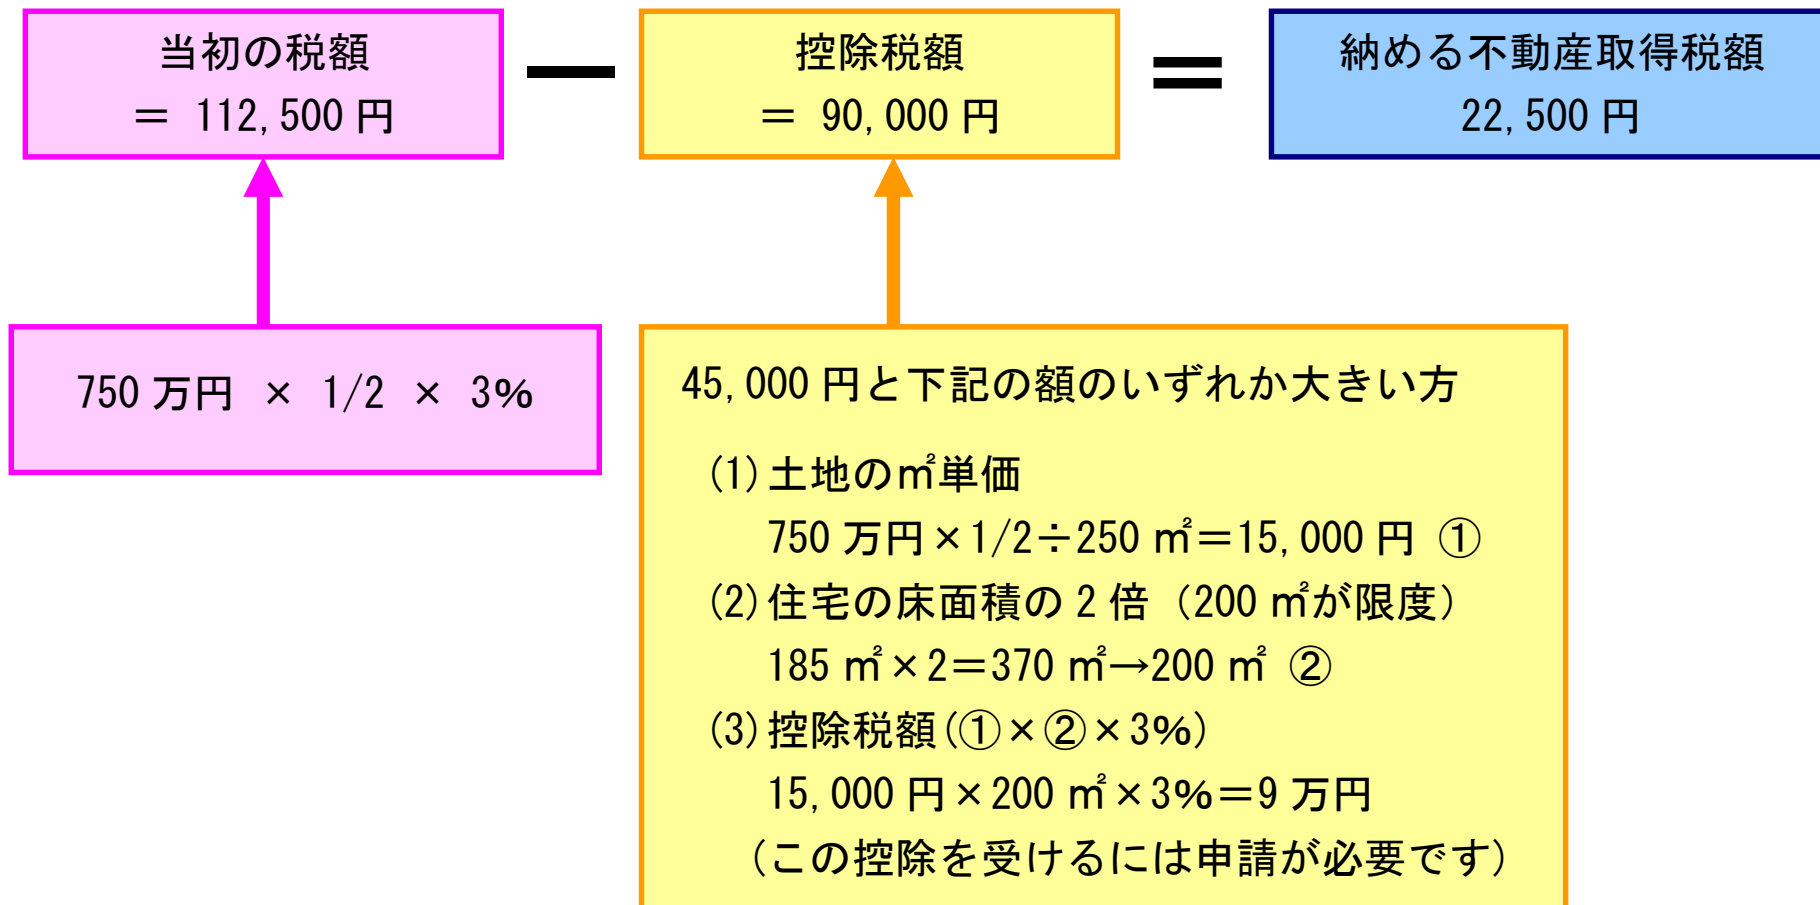 当初の税額
＝ 112,500 円
－
控除税額
＝ 90,000 円
＝
納める不動産取得税額
22,500 円
750 万円 × 1/2 × 3％
45,000 円と下記の額のいずれか大きい方
(1)土地の㎡単価
750 万円×1/2÷250 ㎡＝15,000 円 ①
(2)住宅の床面積の 2 倍（200 ㎡が限度）
185 ㎡×2＝370 ㎡→200 ㎡ ②
(3)控除税額(①×②×3％)
15,000 円×200 ㎡×3％＝9 万円
（この控除を受けるには申請が必要です）